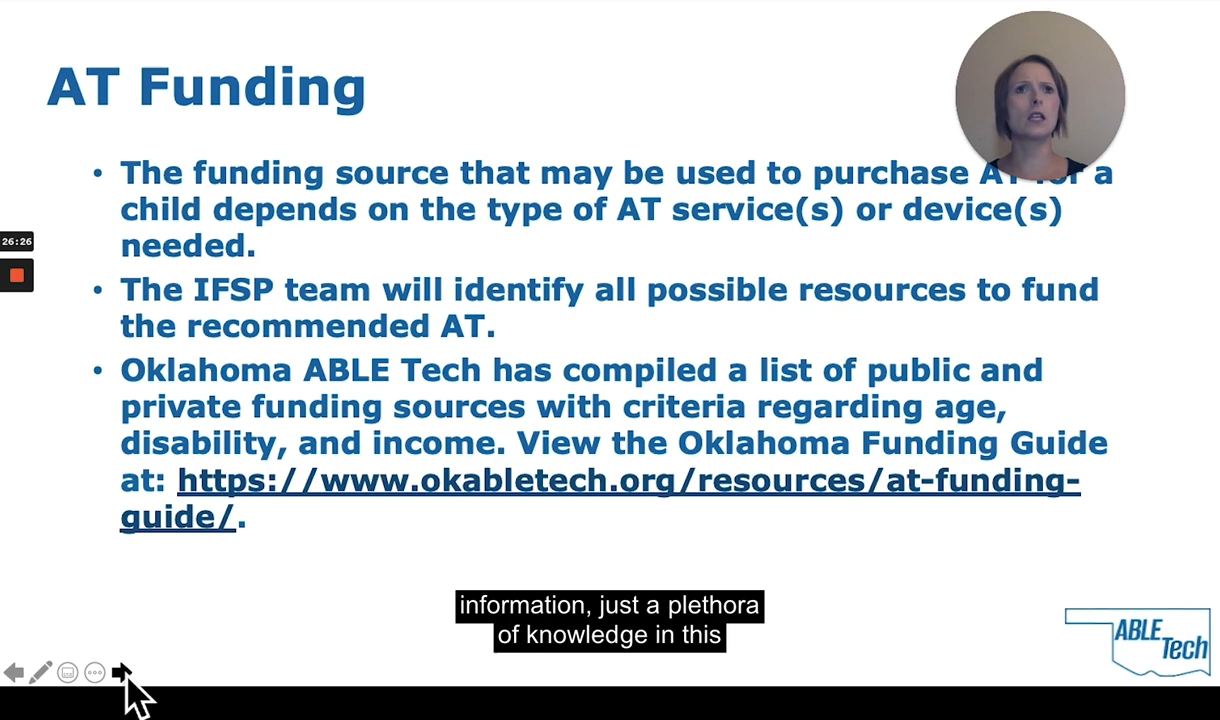 AT Funding
• The funding source that may be used to purchase AT for a
child depends on the type of AT service(s) or device(s)
needed.
26:26
• The IFSP team will identify all possible resources to fund
the recommended AT.
• Oklahoma ABLE Tech has compiled a list of public and
private funding sources with criteria regarding age,
disability, and income. View the Oklahoma Funding Guide
at: https://www.okabletech.org/resources/at-funding-
guide/.
information, just a plethora
of knowledge in this
ABLE
Tech